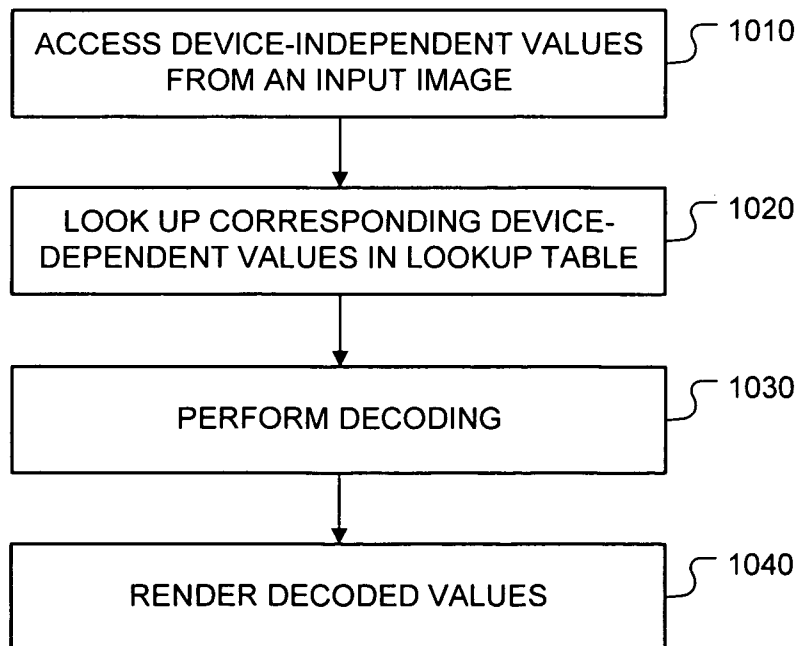 ACCESS DEVICE-INDEPENDENT VALUES
FROM AN INPUT IMAGE
1010
LOOK UP CORRESPONDING DEVICE-
DEPENDENT VALUES IN LOOKUP TABLE
1020
PERFORM DECODING
1030
RENDER DECODED VALUES
1040